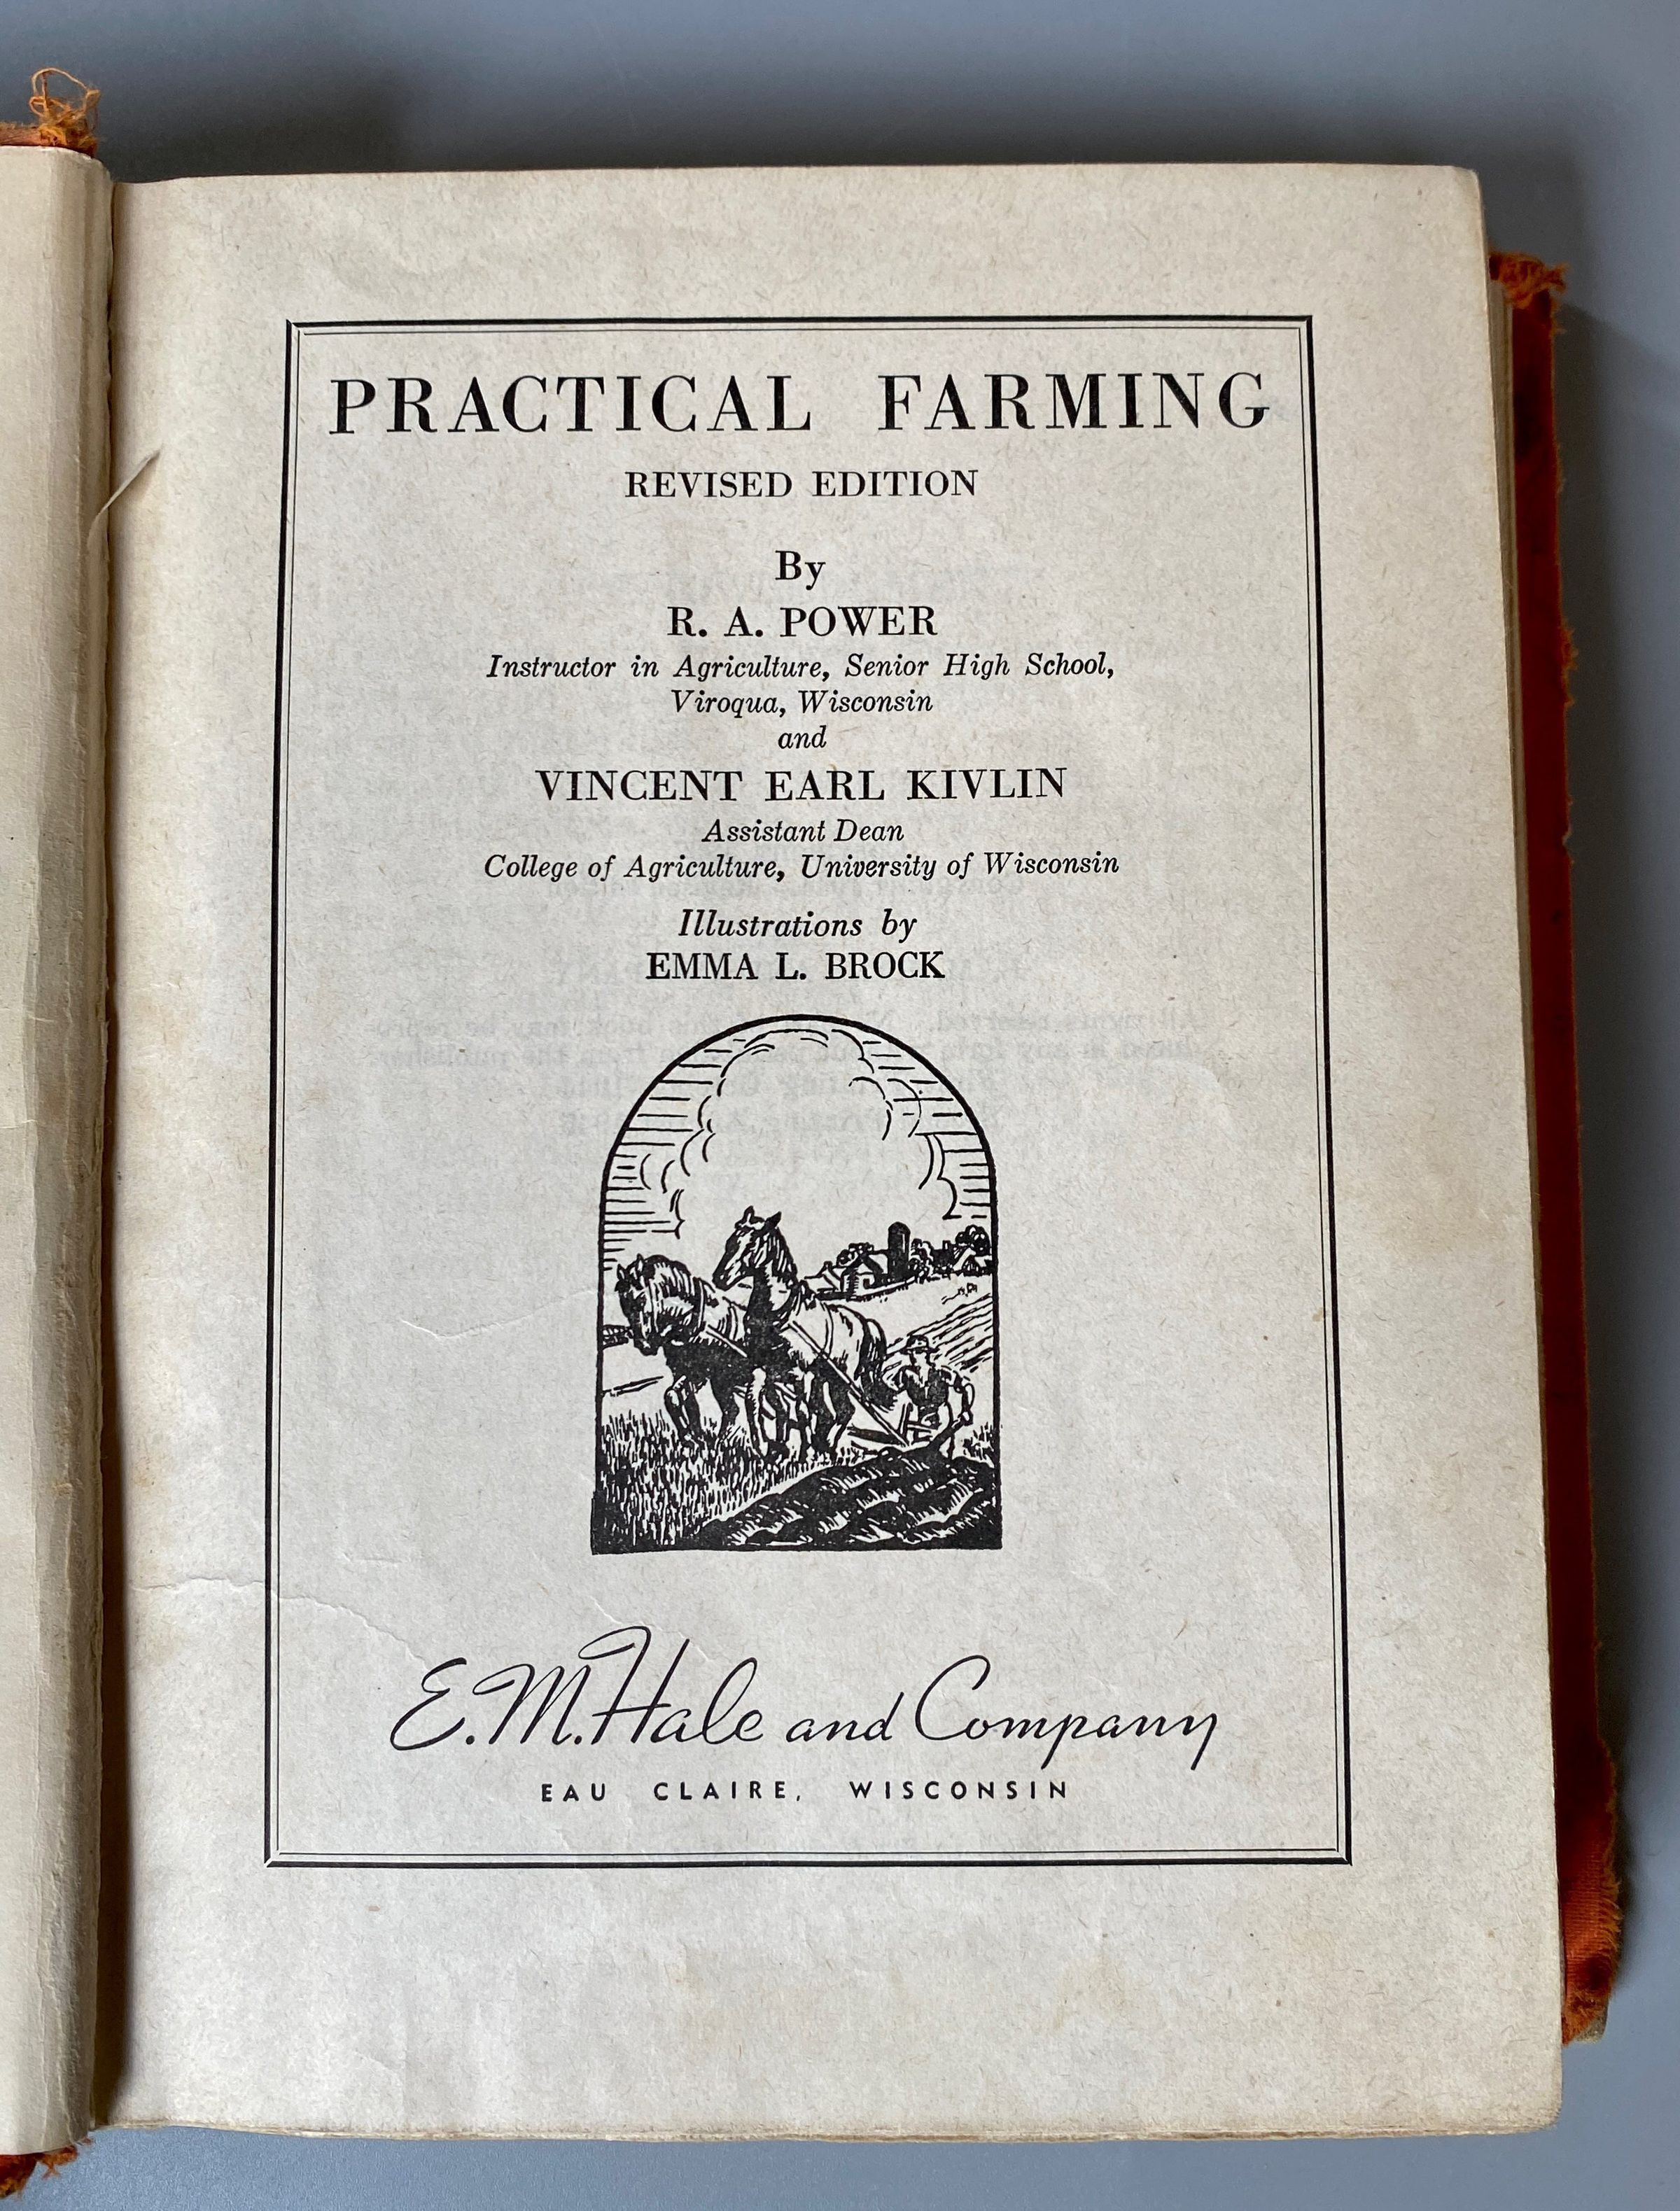 PRACTICAL FARMING
REVISED EDITION
By
R. A. POWER
Instructor in Agriculture, Senior High School,
Viroqua, Wisconsin
and
VINCENT EARL KIVLIN
Assistant Dean
College of Agriculture, University of Wisconsin
Illustrations by
EMMA L. BROCK
E. M. Hale and Company
EAU CLAIRE, WISCONSIN